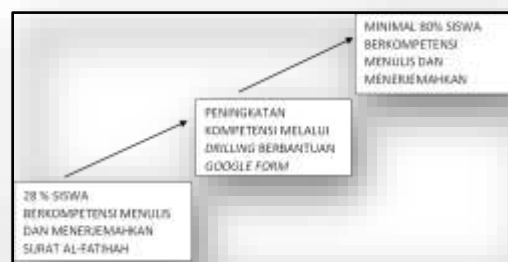 MINIMAL 80% SISWA
BERKOMPETENSI
MENULIS DAN
MENERJEMAHKAN
PENINGKATAN
KOMPETENSI MELALUI
DRILLING BERBANTUAN
GOOGLE FORM
28 % SISWA
BERKOMPETENSI MENULIS
DAN MENERJEMAHKAN
SURAT AL-FATIHAH